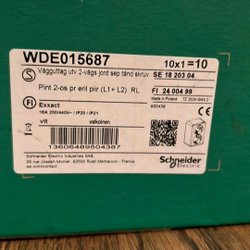 WDE015687
10x1=10
S Vägguttag utv 2-vägs jord sep tänd skruv
SE 18 203 04
Pint 2-os pr eril piir (L1+ L2) RL
FI 24 004 99
FI Exxact
Made in Poland
16A 250/440V~ / IP20 / IP21
vit valkoinen
Schneider Electric Industries SAS
Schneider
Electric